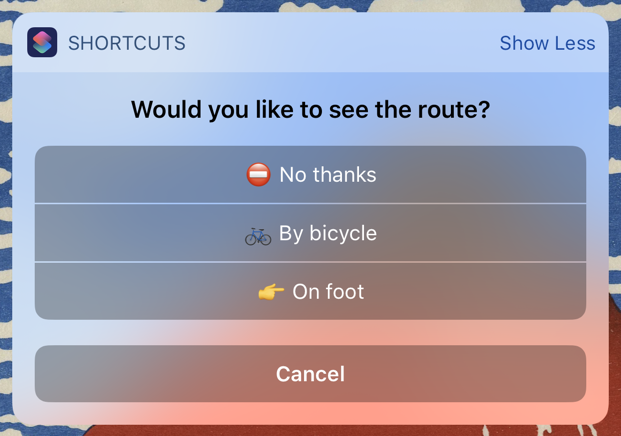 SHORTCUTS
Show Less
Would you like to see the route?
⛔ No thanks
🚲 By bicycle
👉 On foot
Cancel